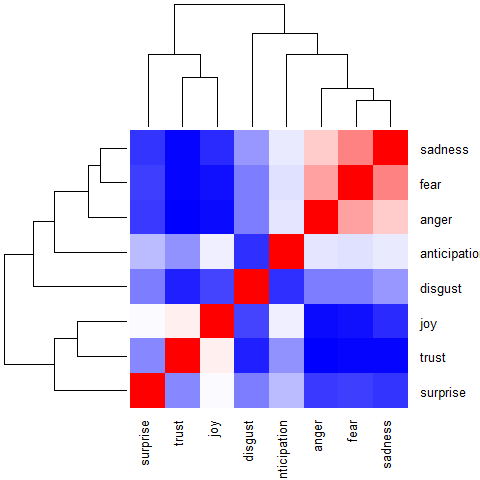 sadness
fear
anger
anticipatio
disgust
joy
trust
surprise
surprise
trust
joy
disgust
nticipation
anger
fear
sadness